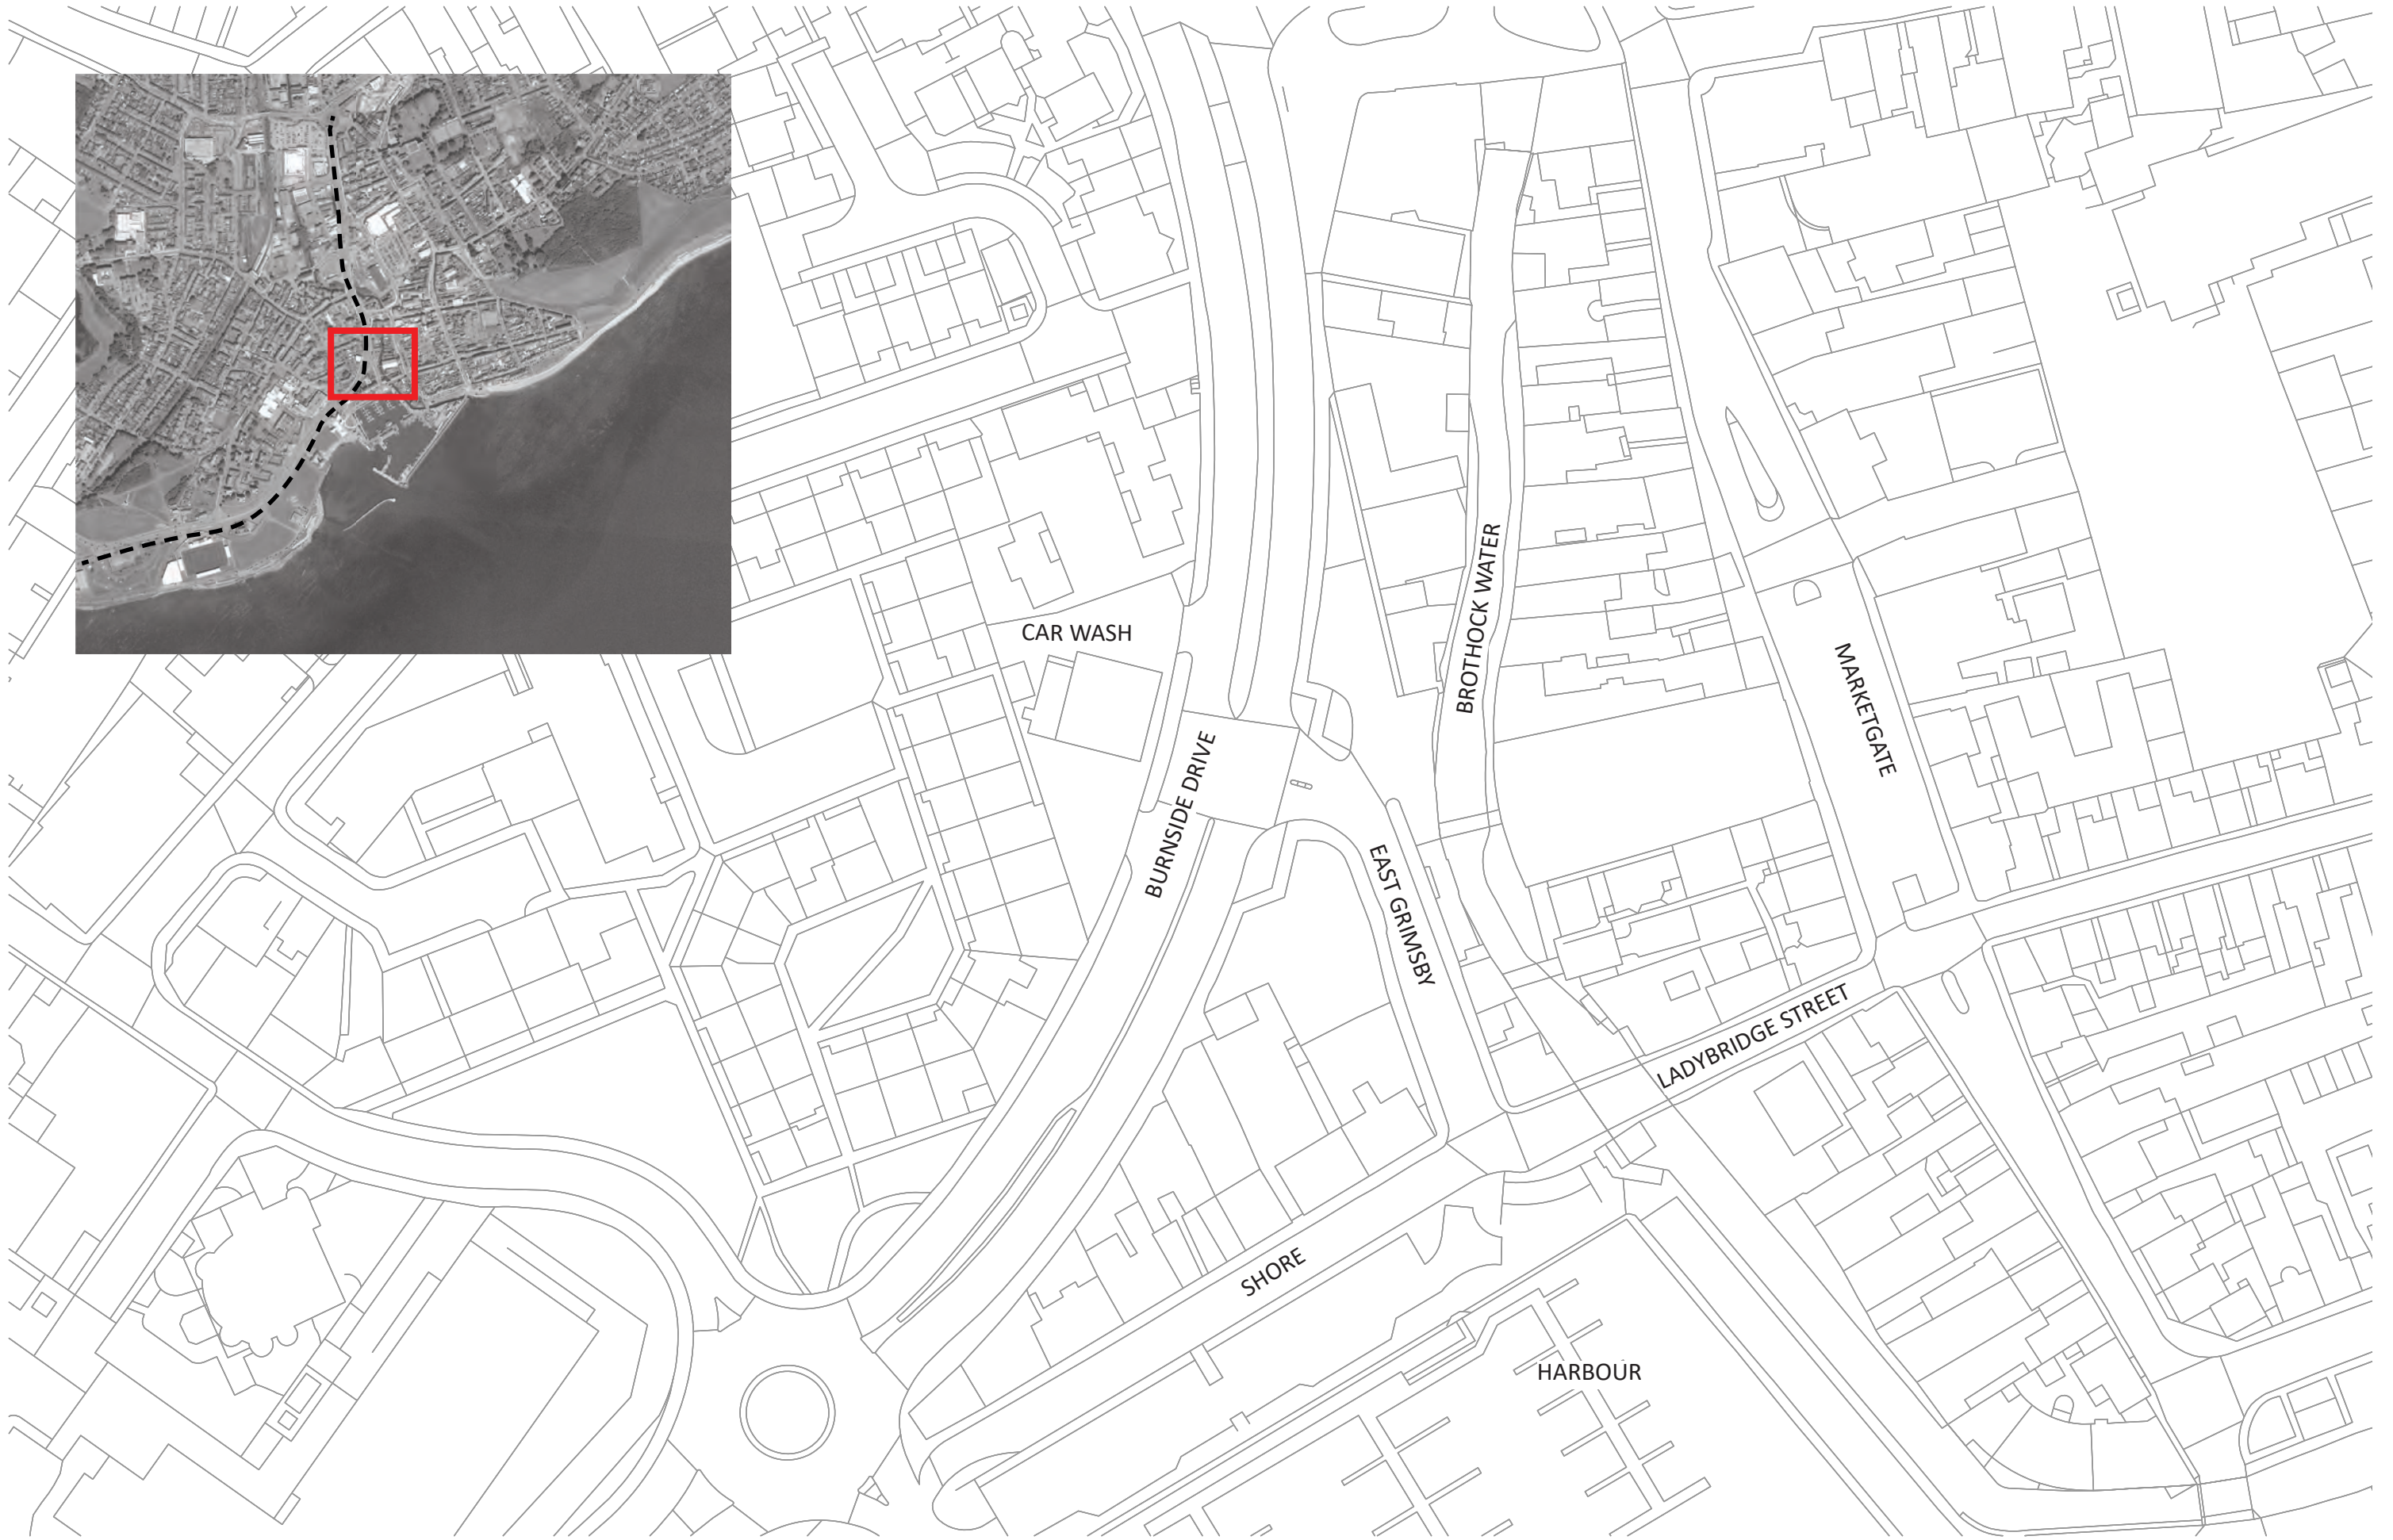 CAR WASH
BROTHOCK WATER
MARKETGATE
BURNSIDE DRIVE
EAST GRIMSBY
LADYBRIDGE STREET
SHORE
HARBOUR